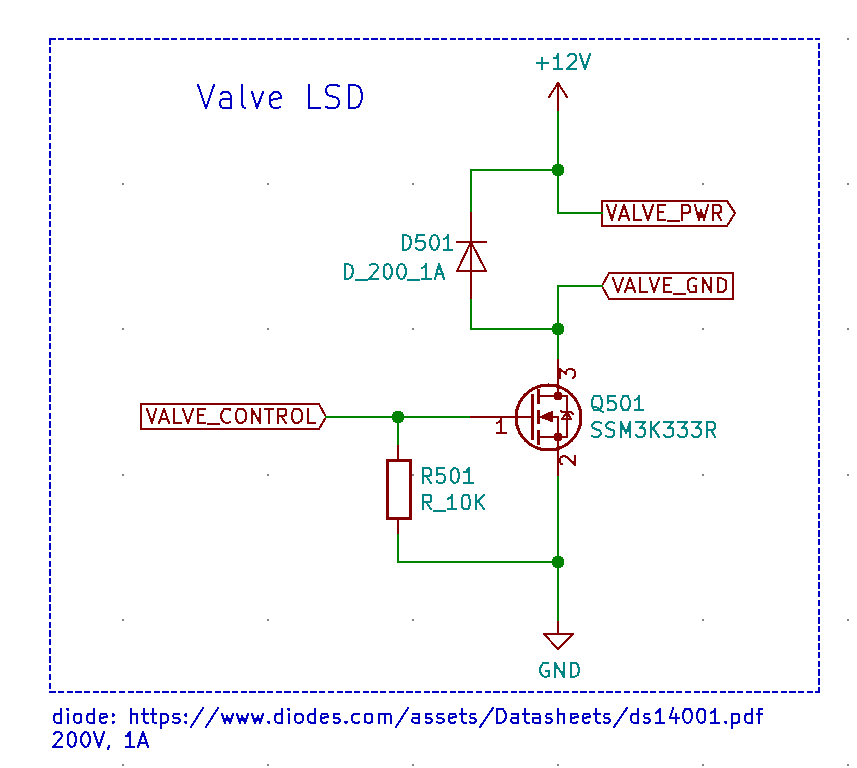 +12V
Valve LSD
VALVE_PWR
D501
D_200_1A
VALVE_GND
3
Q501
SSM3K333R
VALVE_CONTROL
1
2
R501
R_10K
GND
diode: https://www.diodes.com/assets/Datasheets/ds14001.pdf
200V, 1A